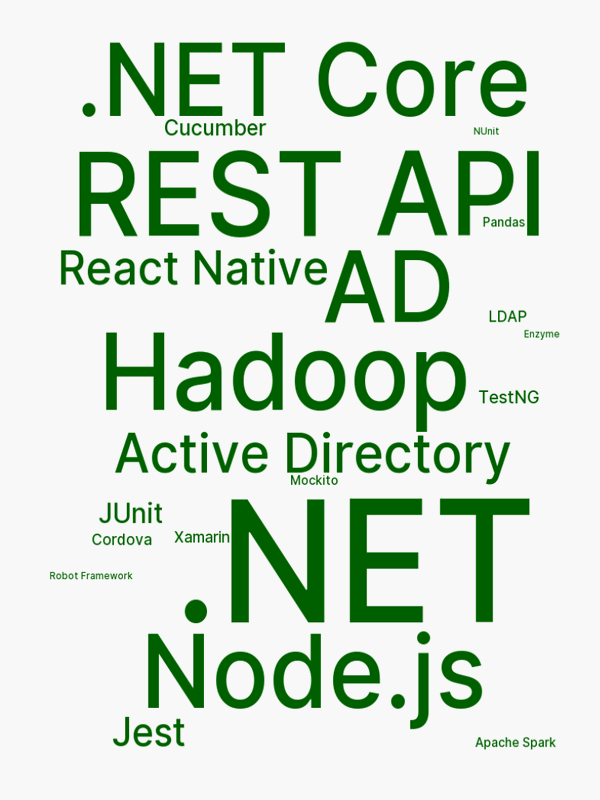 .NET Core
Cucumber
NUnit
REST API
Pandas
React Native
AD
LDAP
Enzyme
Hadoop
TestNG
Active Directory
Mockito
JUnit
.NET
Cordova
Xamarin
Robot Framework
Node.js
Jest
Apache Spark